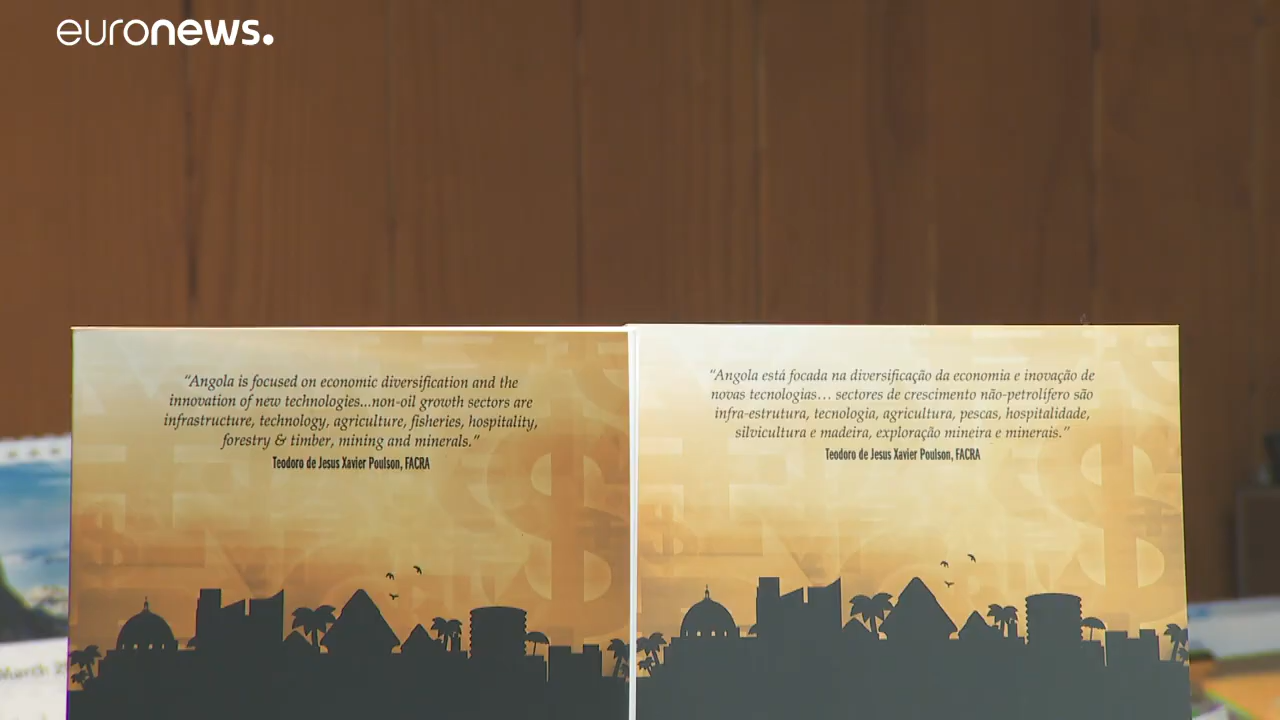 euronews.
“Angola is focused on economic diversification and the
innovation of new technologies...non-oil growth sectors are
infrastructure, technology, agriculture, fisheries, hospitality,
forestry & timber, mining and minerals.”
Teodoro de Jesus Xavier Poulson, FACRA
“Angola está focada na diversificação da economia e inovação de
novas tecnologias… sectores de crescimento não-petrolífero são
infra-estrutura, tecnologia, agricultura, pescas, hospitalidade,
silvicultura e madeira, exploração mineira e minerais.”
Teodoro de Jesus Xavier Poulson, FACRA
March